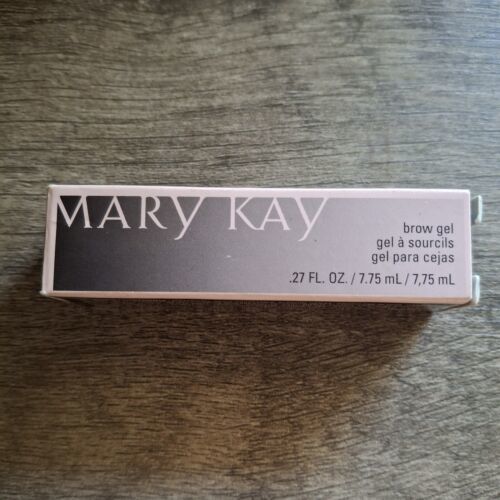 MARY KAY
brow gel
gel à sourcils
gel para cejas
.27 FL. OZ. / 7.75 mL / 7,75 mL